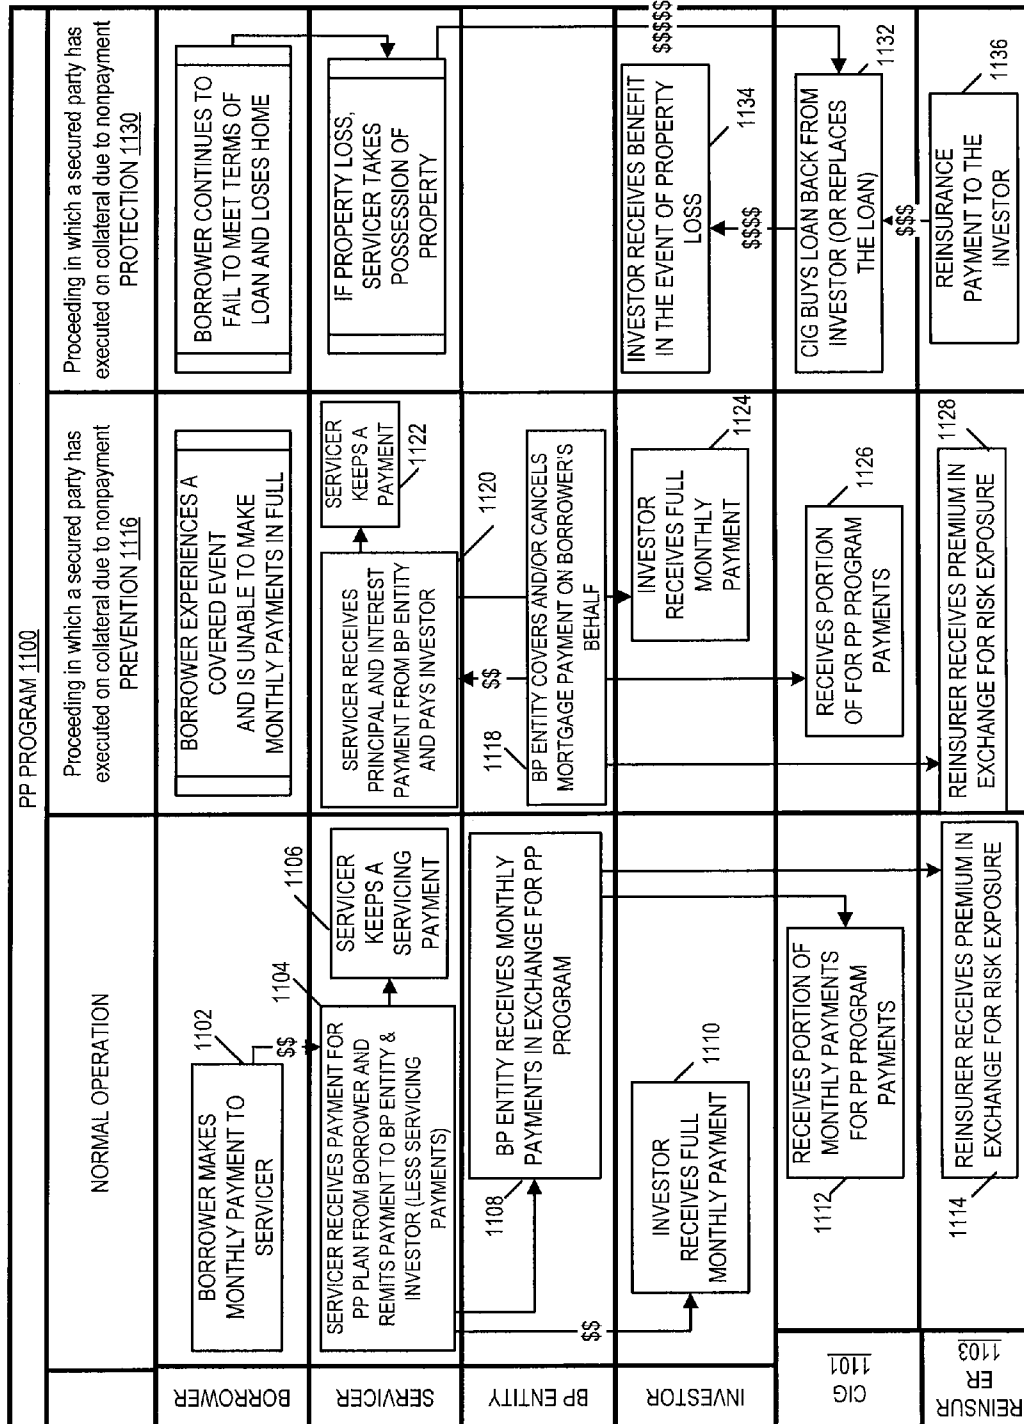 PP PROGRAM 1100
NORMAL OPERATION
Proceeding in which a secured party has
executed on collateral due to nonpayment
PREVENTION 1116
Proceeding in which a secured party has
executed on collateral due to nonpayment
PROTECTION 1130
BORROWER
BORROWER MAKES
MONTHLY PAYMENT TO
SERVICER
1102
$$
BORROWER EXPERIENCES A
COVERED EVENT
AND IS UNABLE TO MAKE
MONTHLY PAYMENTS IN FULL
BORROWER CONTINUES TO
FAIL TO MEET TERMS OF
LOAN AND LOSES HOME
SERVICER
SERVICER RECEIVES PAYMENT FOR
PP PLAN FROM BORROWER AND
REMITS PAYMENT TO BP ENTITY &
INVESTOR (LESS SERVICING
PAYMENTS)
1104
SERVICER
KEEPS A
SERVICING
PAYMENT
1106
SERVICER RECEIVES
PRINCIPAL AND INTEREST
PAYMENT FROM BP ENTITY
AND PAYS INVESTOR
1120
SERVICER
KEEPS A
PAYMENT
1122
IF PROPERTY LOSS,
SERVICER TAKES
POSSESSION OF
PROPERTY
BP ENTITY
1108
BP ENTITY RECEIVES MONTHLY
PAYMENTS IN EXCHANGE FOR PP
PROGRAM
$$
1118
BP ENTITY COVERS AND/OR CANCELS
MORTGAGE PAYMENT ON BORROWER'S
BEHALF
$$
INVESTOR
INVESTOR
RECEIVES FULL
MONTHLY PAYMENT
1110
INVESTOR
RECEIVES FULL
MONTHLY
PAYMENT
1124
$$$$$
INVESTOR RECEIVES BENEFIT
IN THE EVENT OF PROPERTY
LOSS
1134
$$$$
CIG
1101
1112
RECEIVES PORTION OF
MONTHLY PAYMENTS
FOR PP PROGRAM
PAYMENTS
RECEIVES PORTION
OF FOR PP PROGRAM
PAYMENTS
1126
CIG BUYS LOAN BACK FROM
INVESTOR (OR REPLACES
THE LOAN)
1132
$$$
REINSUR
ER
1103
1114
REINSURER RECEIVES PREMIUM IN
EXCHANGE FOR RISK EXPOSURE
REINSURER RECEIVES PREMIUM IN
EXCHANGE FOR RISK EXPOSURE
1128
REINSURANCE
PAYMENT TO THE
INVESTOR
1136